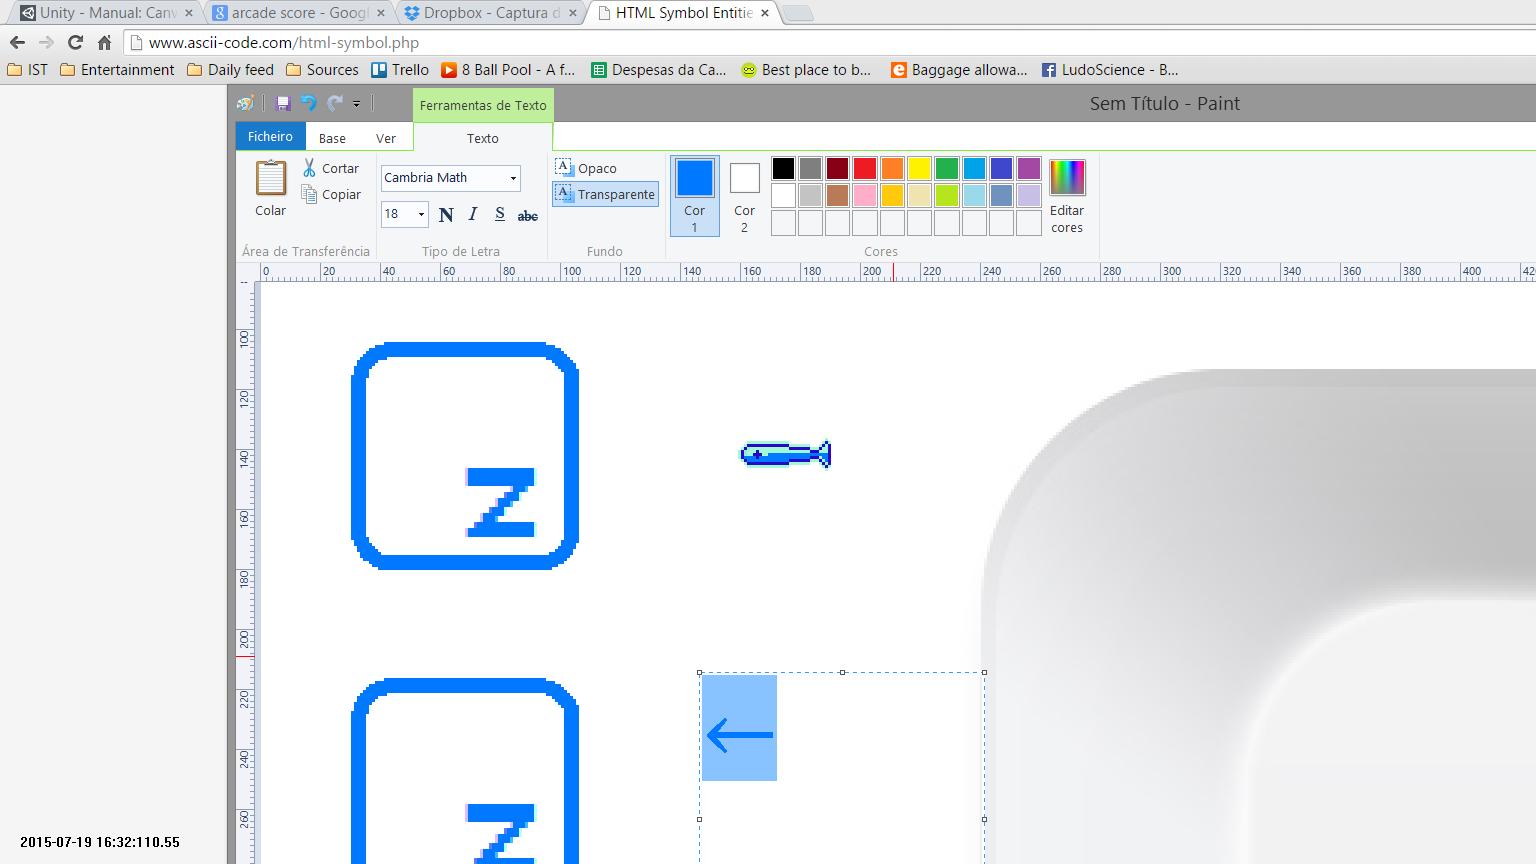 Unity - Manual: Canv
arcade score - Goog
Dropbox - Captura d
HTML Symbol Entitie
www.ascii-code.com/html-symbol.php
IST
Entertainment
Daily feed
Sources
Trello
8 Ball Pool - A f...
Despesas da Ca...
Best place to b...
Baggage allowa...
LudoScience - B...
Ferramentas de Texto
Sem Título - Paint
Ficheiro
Base
Ver
Texto
Colar
Cortar
Copiar
Cambria Math
18
N I S abc
Opaco
Transparente
Cor
1
Cor
2
Editar
cores
Área de Transferência
Tipo de Letra
Fundo
Cores
0 20 40 60 80 100 120 140 160 180 200 220 240 260 280 300 320 340 360 380 400 42
100
120
140
160
180
200
220
240
260
Z
←
Z
2015-07-19 16:32:110.55